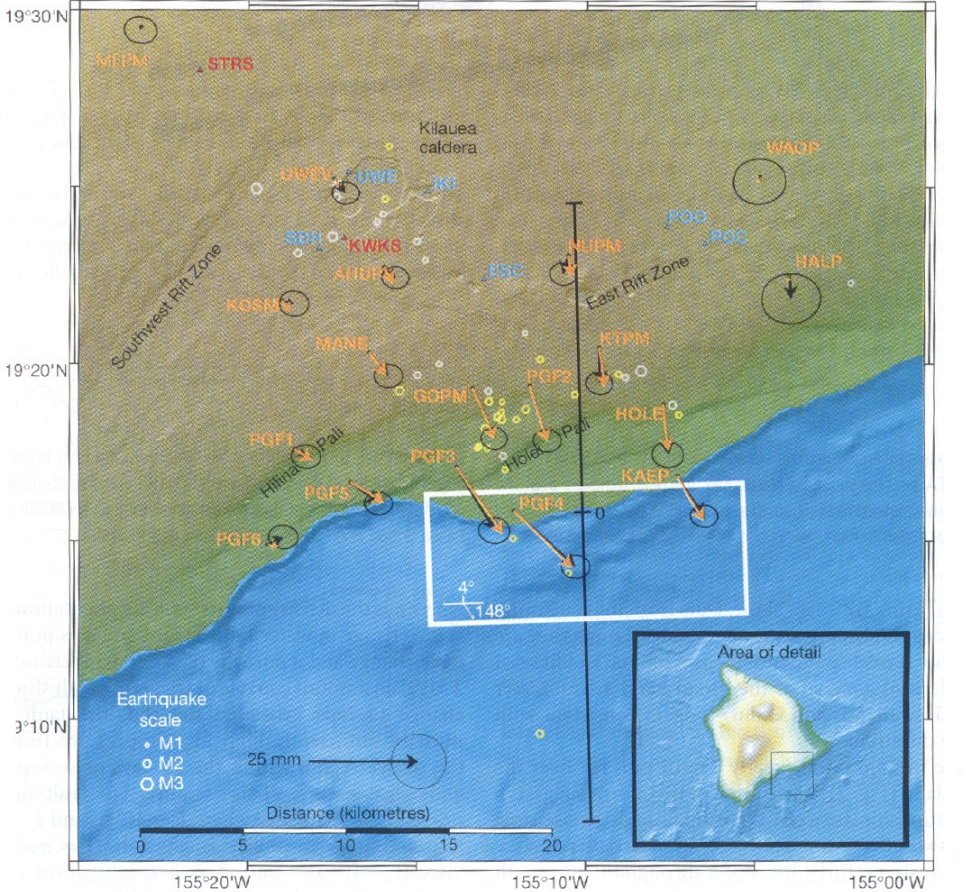 19°30'N
MLPM
STRS
Kilauea
caldera
WAOP
UWEV
UWE
IKI
POO
SDH
KWKS
NUPM
POC
AHUP
ESC
HALP
East Rift Zone
KOSM
Southwest Rift Zone
19°20'N
MANE
KTPM
GOPM
PGF2
HOLE
PGF1
Hilina Pali
Holei Pali
PGF3
KAEP
PGF5
PGF4
0
PGF6
4°
148°
Area of detail
Earthquake
scale
M1
M2
M3
9°10'N
25 mm
Distance (kilometres)
0 5 10 15 20
155°20'W 155°10'W 155°00'W